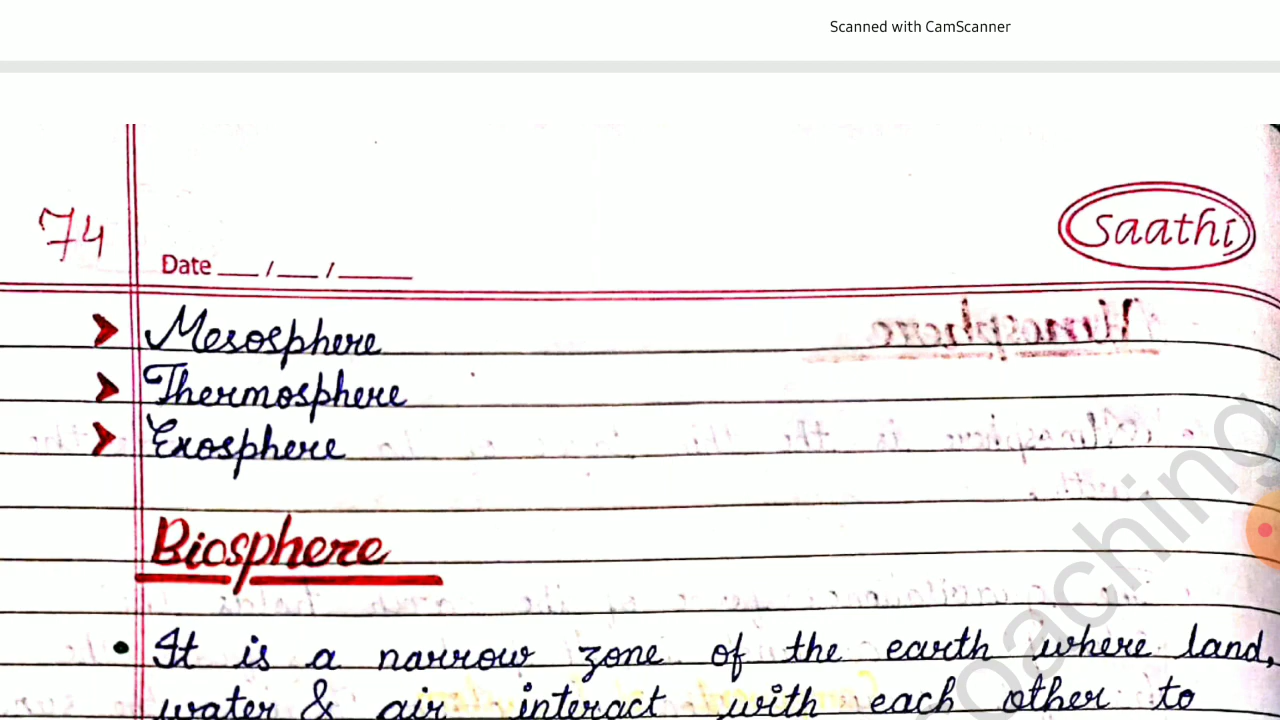 Scanned with CamScanner
74
Saathi
Date __ / __ / ____
Mesosphere
Thermosphere
Exosphere
Biosphere
• It is a narrow zone of the earth where land,
water & air interact with each other to
oaching